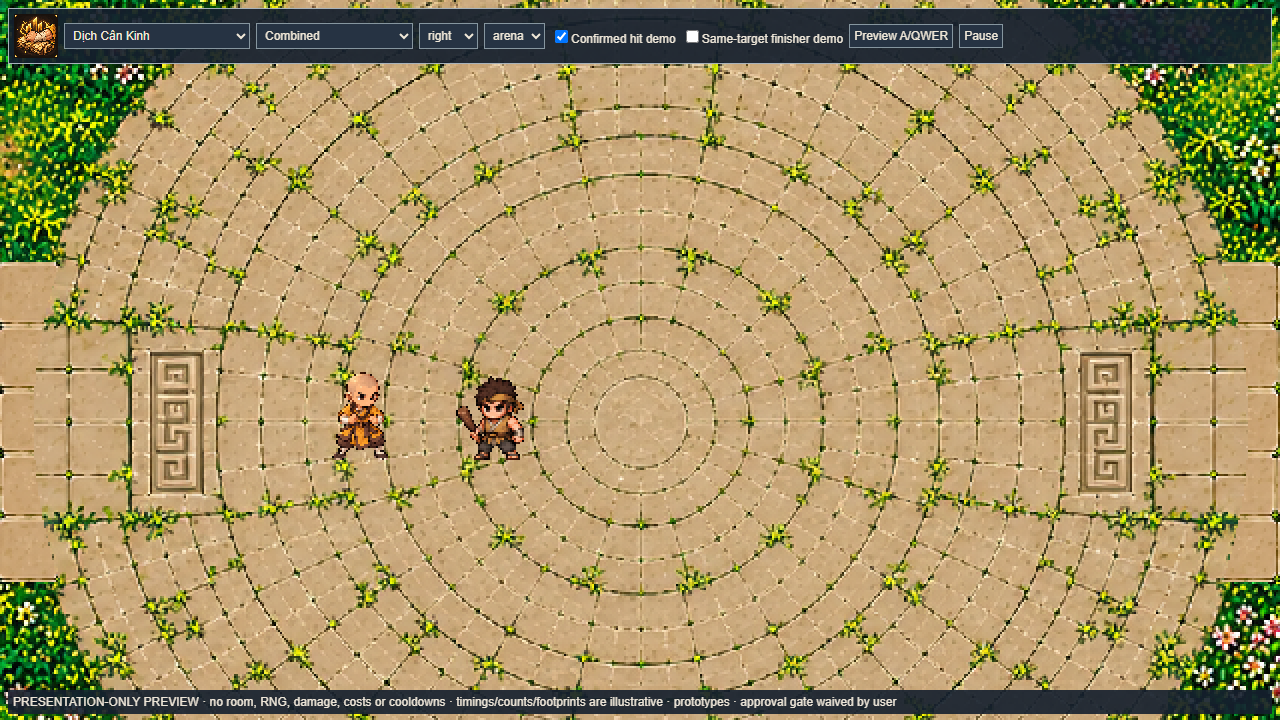 Dịch Cân Kinh Combined right arena Confirmed hit demo Same-target finisher demo Preview A/QWER Pause
PRESENTATION-ONLY PREVIEW · no room, RNG, damage, costs or cooldowns · timings/counts/footprints are illustrative · prototypes · approval gate waived by user